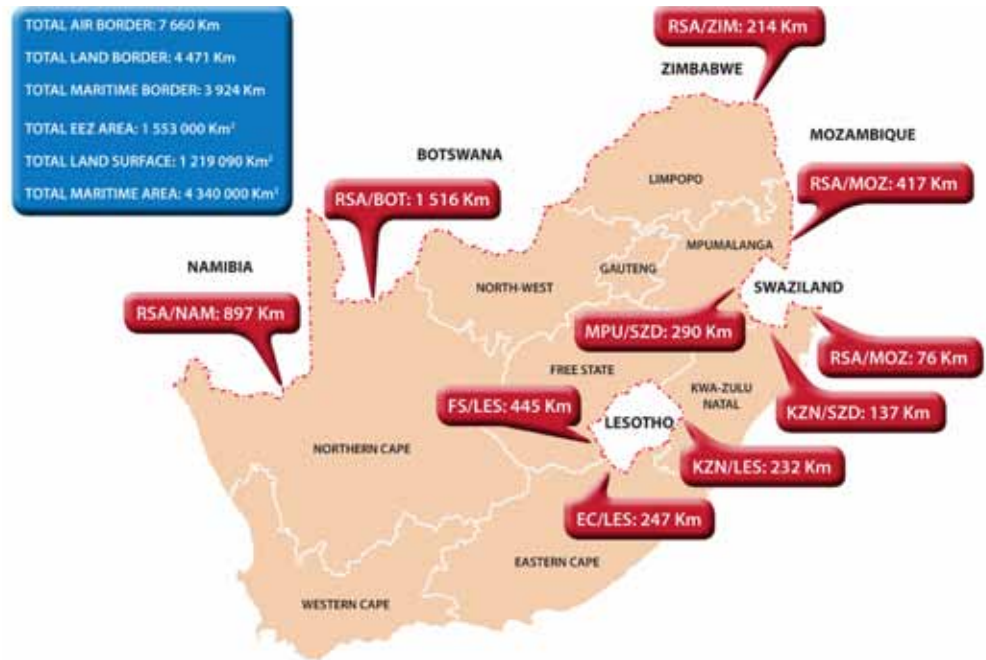 TOTAL AIR BORDER: 7 660 Km
TOTAL LAND BORDER: 4 471 Km
TOTAL MARITIME BORDER: 3 924 Km
TOTAL EEZ AREA: 1 553 000 Km²
TOTAL LAND SURFACE: 1 219 090 Km²
TOTAL MARITIME AREA: 4 340 000 Km²
RSA/ZIM: 214 Km
ZIMBABWE
MOZAMBIQUE
BOTSWANA
LIMPOPO
RSA/MOZ: 417 Km
RSA/BOT: 1 516 Km
MPUMALANGA
NAMIBIA
GAUTENG
NORTH-WEST
SWAZILAND
RSA/NAM: 897 Km
MPU/SZD: 290 Km
RSA/MOZ: 76 Km
FREE STATE
KWA-ZULU
NATAL
FS/LES: 445 Km
KZN/SZD: 137 Km
LESOTHO
NORTHERN CAPE
KZN/LES: 232 Km
EC/LES: 247 Km
EASTERN CAPE
WESTERN CAPE